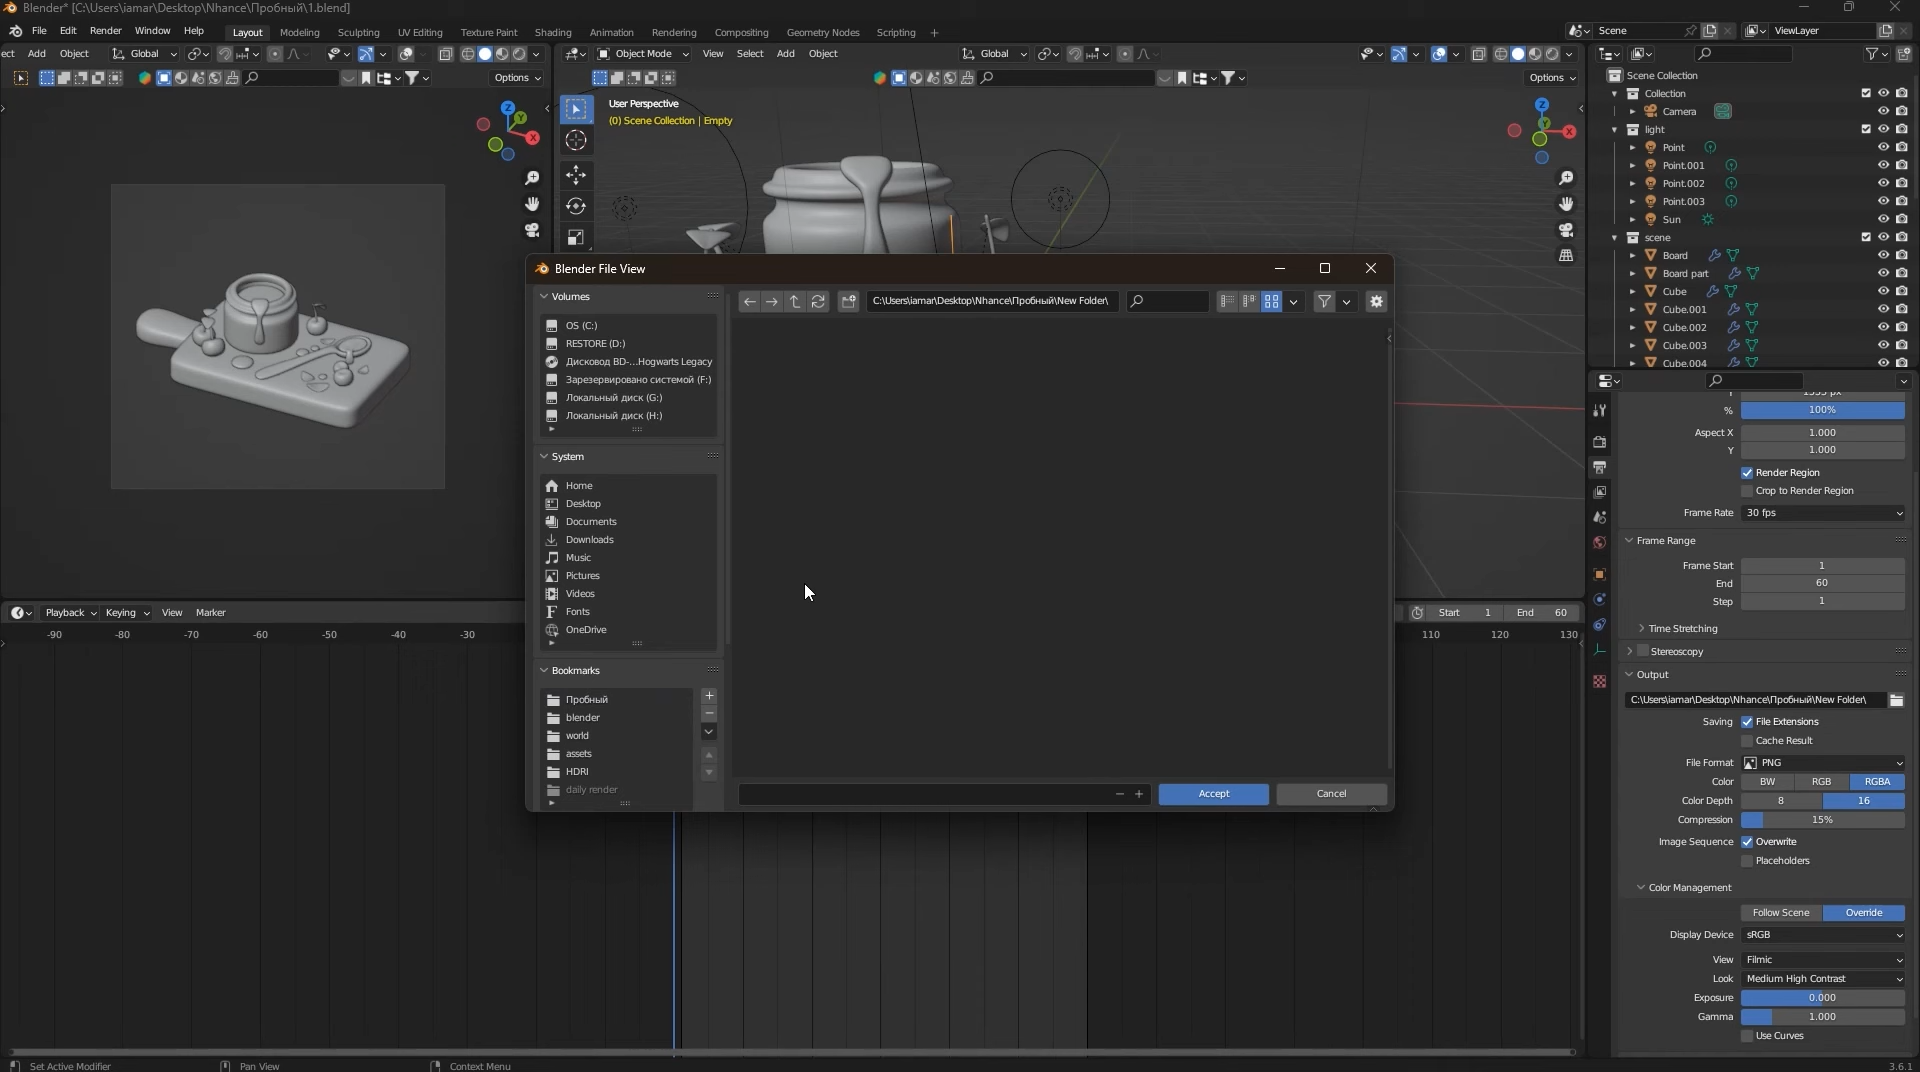 Blender* [C:\Users\iamar\Desktop\Nhance\Пробный\1.blend]
File Edit Render Window Help Layout Modeling Sculpting UV Editing Texture Paint Shading Animation Rendering Compositing Geometry Nodes Scripting + Scene ViewLayer
ect Add Object Global Object Mode View Select Add Object Global
Options Options
User Perspective
(0) Scene Collection | Empty
Z
Y
X
Z
Y
X
Scene Collection
Collection
Camera
light
Point
Point.001
Point.002
Point.003
Sun
scene
Board
Board part
Cube
Cube.001
Cube.002
Cube.003
Cube.004
Blender File View
Volumes
OS (C:)
RESTORE (D:)
Дисковод BD-...Hogwarts Legacy
Зарезервировано системой (F:)
Локальный диск (G:)
Локальный диск (H:)
System
Home
Desktop
Documents
Downloads
Music
Pictures
Videos
Fonts
OneDrive
Bookmarks
Пробный
blender
world
assets
HDRI
daily render
C:\Users\iamar\Desktop\Nhance\Пробный\New Folder\
Accept Cancel
% 100%
Aspect X 1.000
Y 1.000
Render Region
Crop to Render Region
Frame Rate 30 fps
Frame Range
Frame Start 1
End 60
Step 1
Time Stretching
Stereoscopy
Output
C:\Users\iamar\Desktop\Nhance\Пробный\New Folder\
Saving File Extensions
Cache Result
File Format PNG
Color BW RGB RGBA
Color Depth 8 16
Compression 15%
Image Sequence Overwrite
Placeholders
Color Management
Follow Scene Override
Display Device sRGB
View Filmic
Look Medium High Contrast
Exposure 0.000
Gamma 1.000
Use Curves
Playback Keying View Marker Start 1 End 60
-90 -80 -70 -60 -50 -40 -30 110 120 130
Set Active Modifier Pan View Context Menu 3.6.1